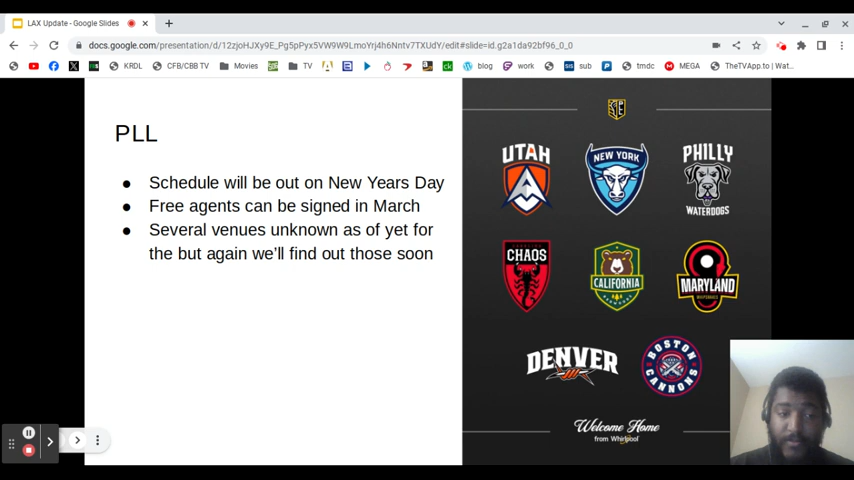 LAX Update - Google Slides
docs.google.com/presentation/d/12zjoHJXy9E_Pg5pPyx5VW9W9LmoYrj4h6Nntv7TXUdY/edit#slide=id.g2a1da92bf96_0_0
KRDL
CFB/CBB TV
Movies
TV
blog
work
sub
tmdc
MEGA
TheTVApp.to | Wat...
PLL
● Schedule will be out on New Years Day
● Free agents can be signed in March
● Several venues unknown as of yet for
the but again we'll find out those soon
UTAH
NEW YORK
PHILLY
WATERDOGS
CHAOS
CALIFORNIA
MARYLAND
WHIPSNAKES
DENVER
BOSTON
CANNONS
Welcome Home
from Whirlpool